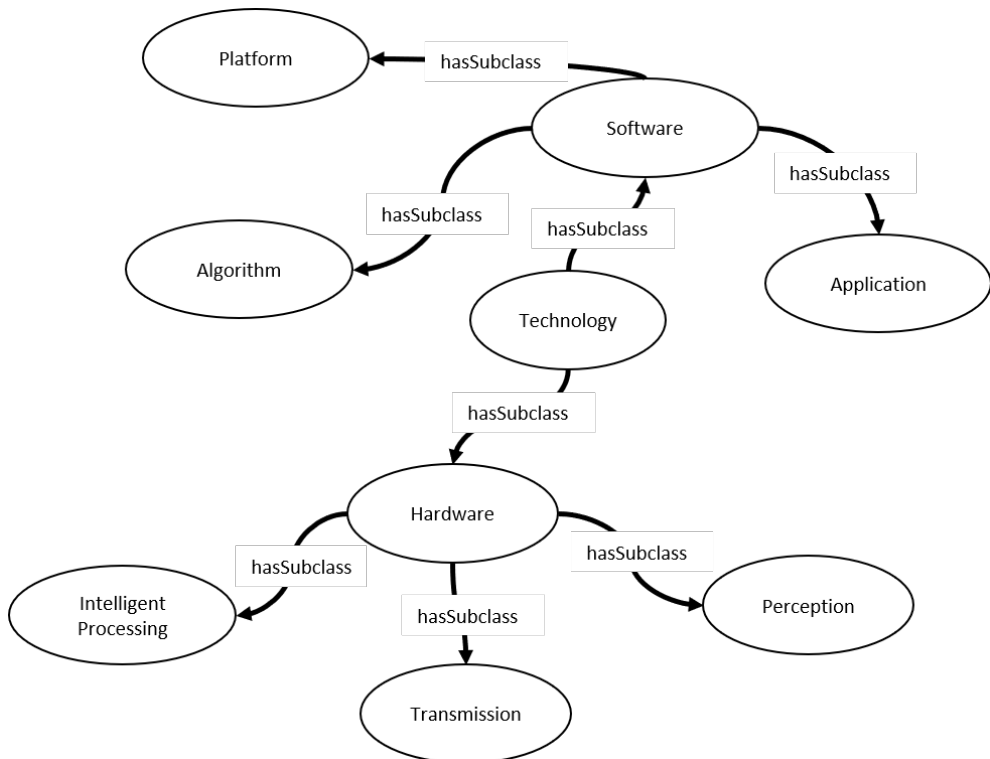 Platform
hasSubclass
Software
hasSubclass
hasSubclass
hasSubclass
Algorithm
Application
Technology
hasSubclass
Hardware
hasSubclass
hasSubclass
hasSubclass
Intelligent
Processing
Perception
Transmission